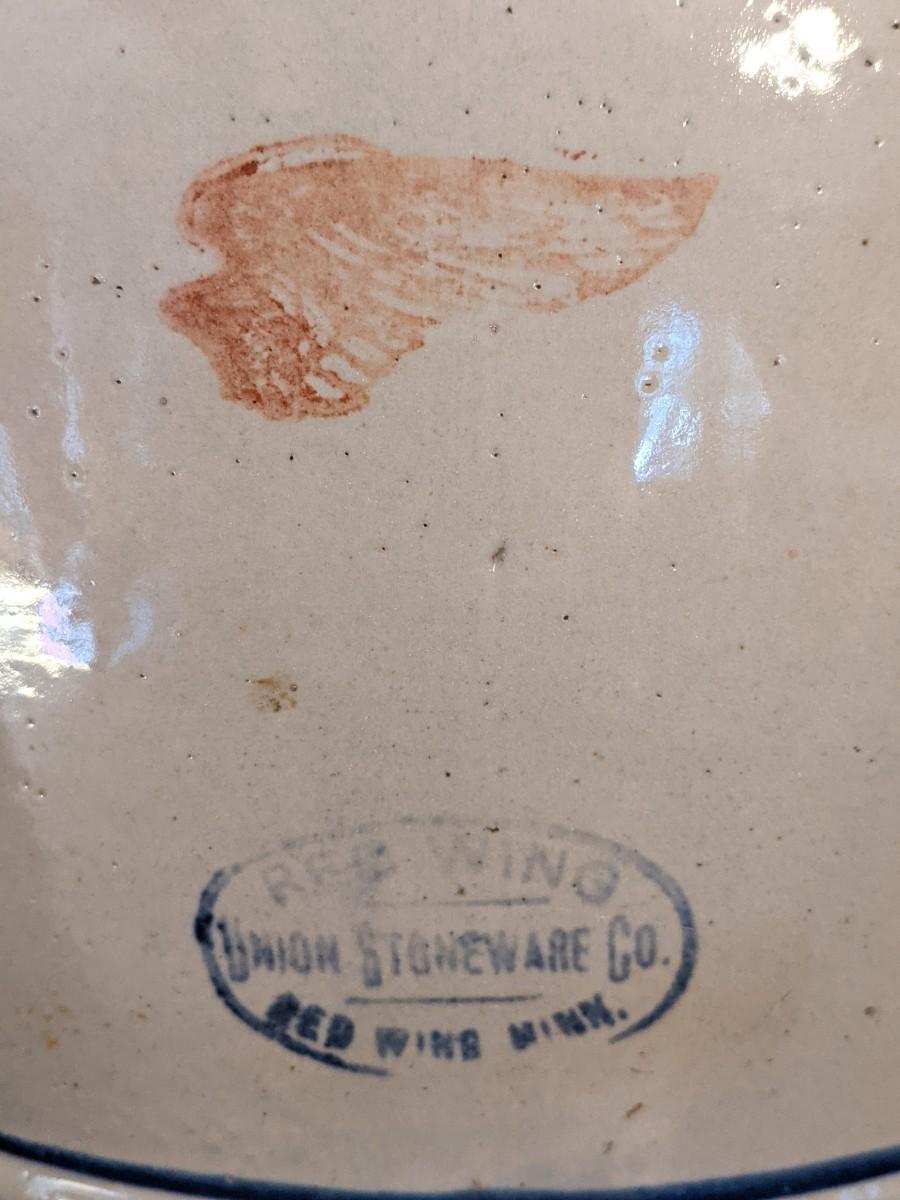 RED WING
UNION STONEWARE CO.
RED WING MINN.